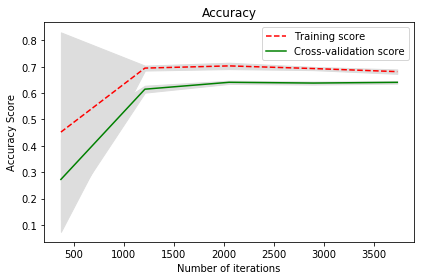 Accuracy
Training score
Cross-validation score
Accuracy Score
0.8
0.7
0.6
0.5
0.4
0.3
0.2
0.1
500 1000 1500 2000 2500 3000 3500
Number of iterations